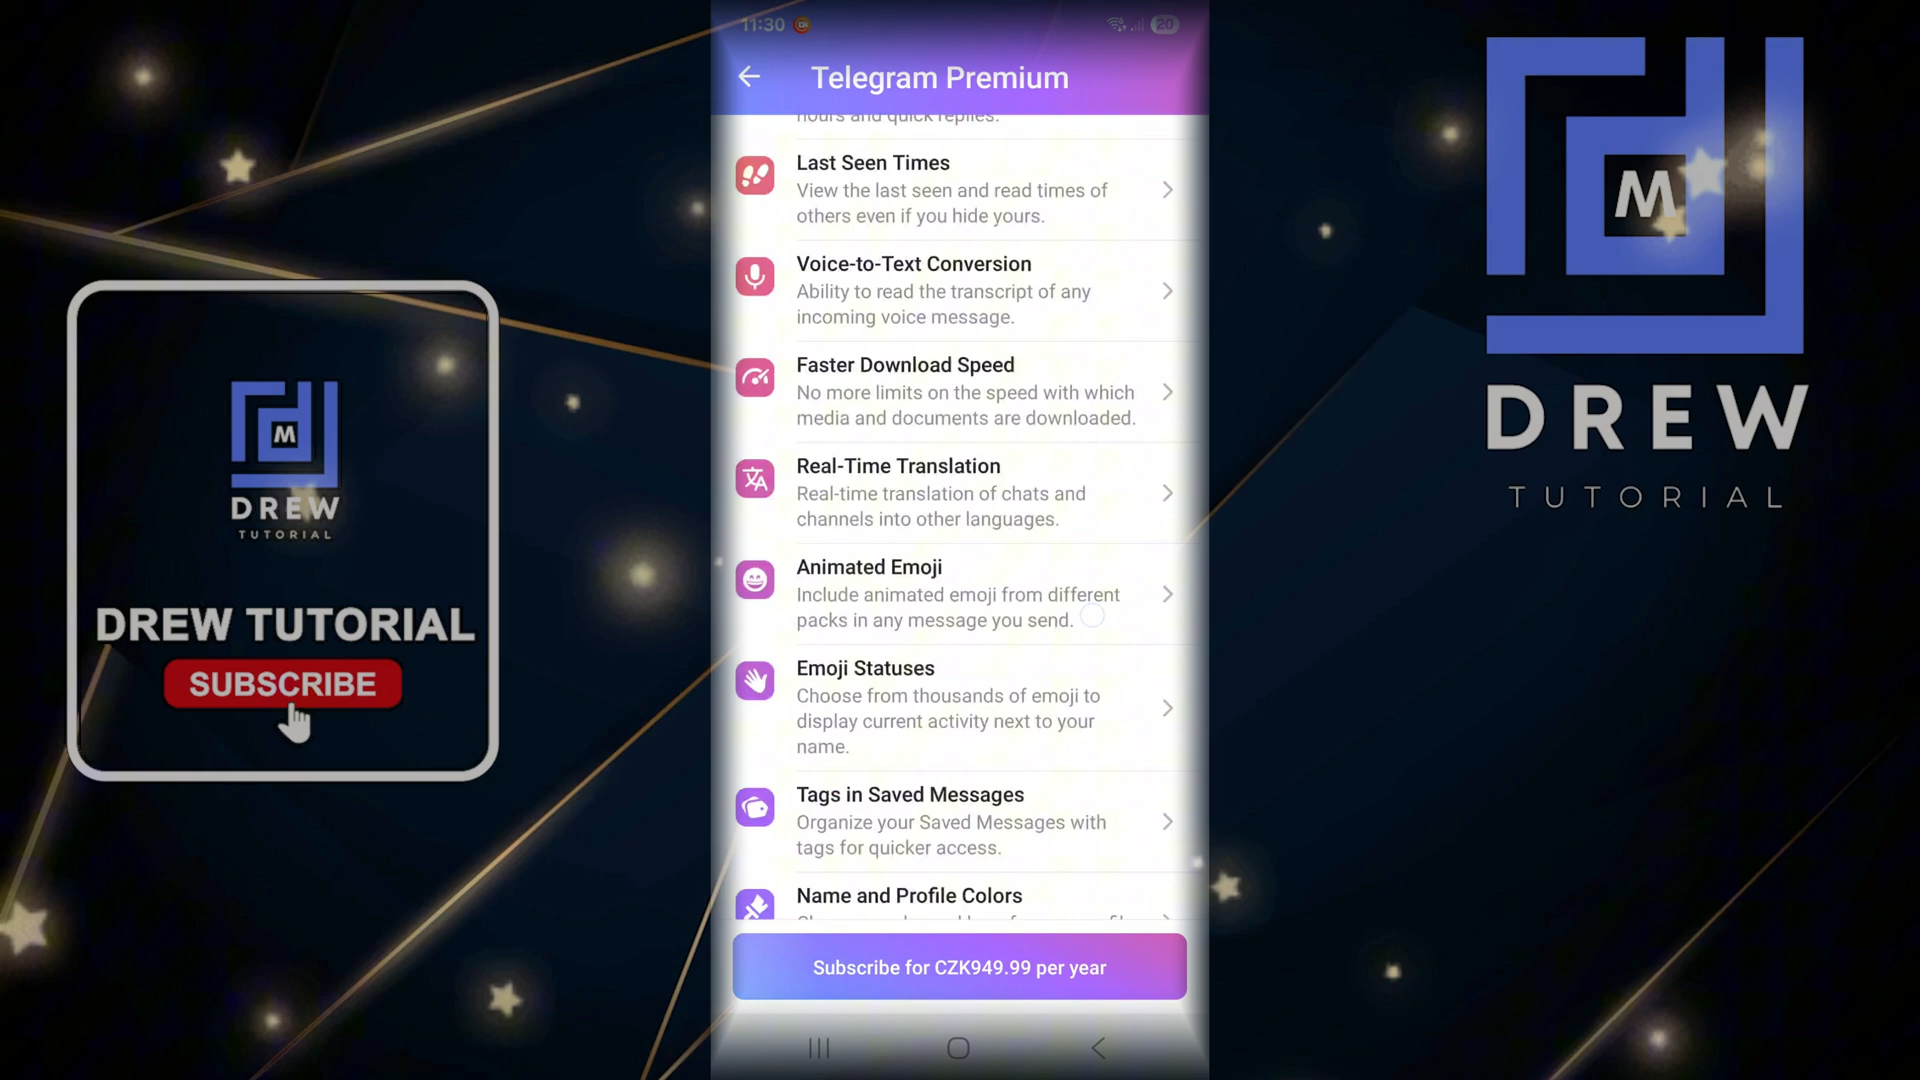 11:30
20
Telegram Premium
hours and quick replies.
Last Seen Times
View the last seen and read times of
others even if you hide yours.
Voice-to-Text Conversion
Ability to read the transcript of any
incoming voice message.
Faster Download Speed
No more limits on the speed with which
media and documents are downloaded.
Real-Time Translation
Real-time translation of chats and
channels into other languages.
Animated Emoji
Include animated emoji from different
packs in any message you send.
Emoji Statuses
Choose from thousands of emoji to
display current activity next to your
name.
Tags in Saved Messages
Organize your Saved Messages with
tags for quicker access.
Name and Profile Colors
Subscribe for CZK949.99 per year
M
DREW
TUTORIAL
DREW TUTORIAL
SUBSCRIBE
M
DREW
TUTORIAL